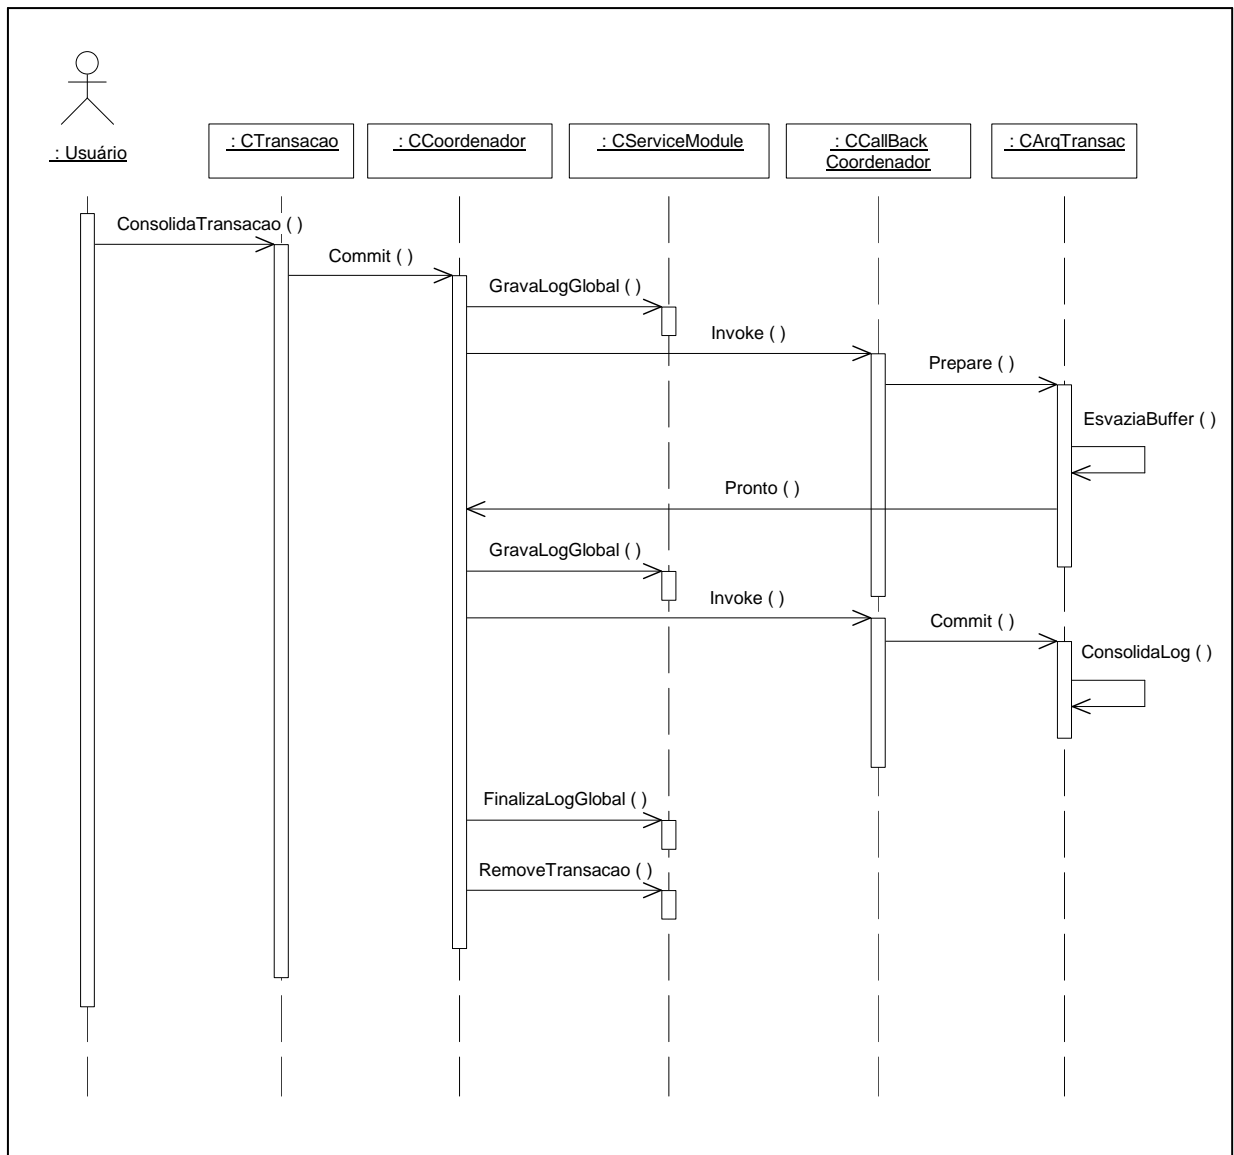 : Usuário
: CTransacao
: CCoordenador
: CServiceModule
: CCallBack
Coordenador
: CArqTransac
ConsolidaTransacao ( )
Commit ( )
GravaLogGlobal ( )
Invoke ( )
Prepare ( )
EsvaziaBuffer ( )
Pronto ( )
GravaLogGlobal ( )
Invoke ( )
Commit ( )
ConsolidaLog ( )
FinalizaLogGlobal ( )
RemoveTransacao ( )